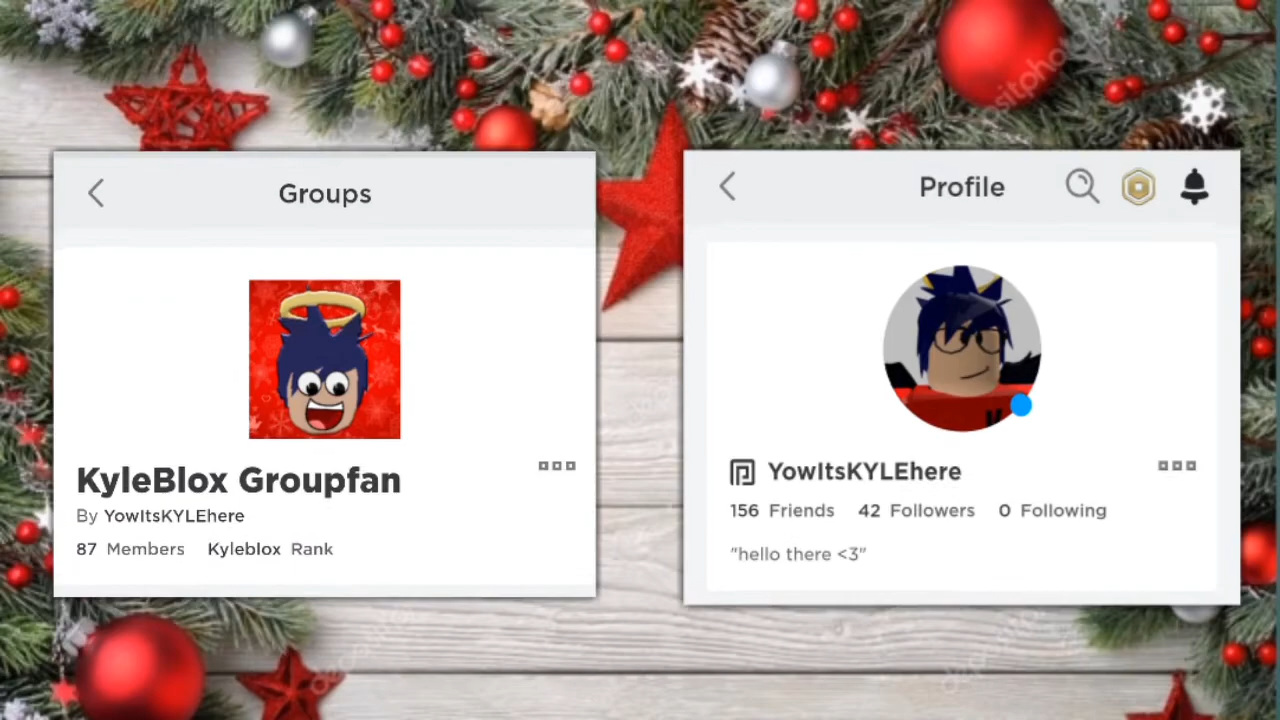 Groups
KyleBlox Groupfan
By YowItsKYLEhere
87 Members Kyleblox Rank
Profile
YowItsKYLEhere
156 Friends 42 Followers 0 Following
"hello there <3"